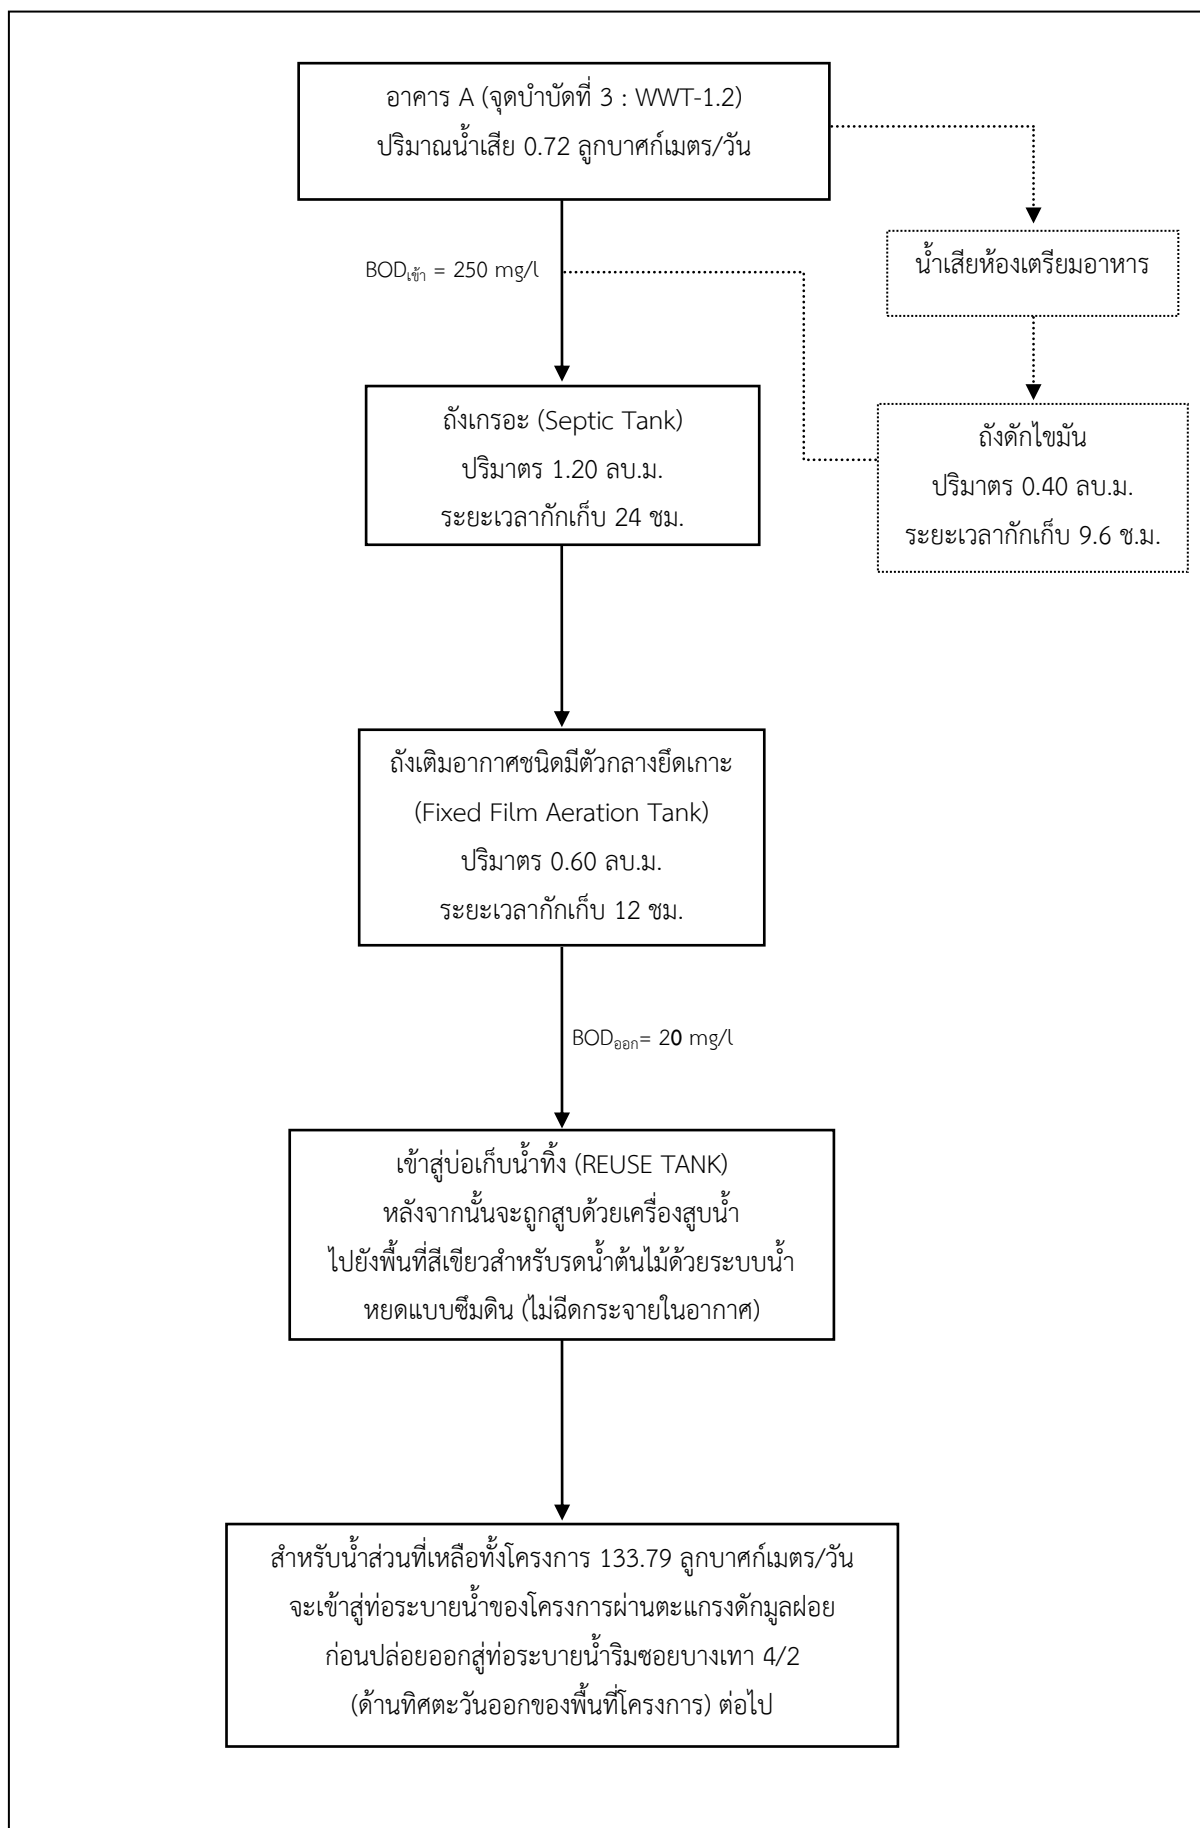 อาคาร A (จุดบำบัดที่ 3 : WWT-1.2)
ปริมาณน้ำเสีย 0.72 ลูกบาศก์เมตร/วัน
น้ำเสียห้องเตรียมอาหาร
BODเข้า = 250 mg/l
ถังเกรอะ (Septic Tank)
ปริมาตร 1.20 ลบ.ม.
ระยะเวลากักเก็บ 24 ชม.
ถังดักไขมัน
ปริมาตร 0.40 ลบ.ม.
ระยะเวลากักเก็บ 9.6 ช.ม.
ถังเติมอากาศชนิดมีตัวกลางยึดเกาะ
(Fixed Film Aeration Tank)
ปริมาตร 0.60 ลบ.ม.
ระยะเวลากักเก็บ 12 ชม.
BODออก= 20 mg/l
เข้าสู่บ่อเก็บน้ำทิ้ง (REUSE TANK)
หลังจากนั้นจะถูกสูบด้วยเครื่องสูบน้ำ
ไปยังพื้นที่สีเขียวสำหรับรดน้ำต้นไม้ด้วยระบบน้ำ
หยดแบบซึมดิน (ไม่ฉีดกระจายในอากาศ)
สำหรับน้ำส่วนที่เหลือทั้งโครงการ 133.79 ลูกบาศก์เมตร/วัน
จะเข้าสู่ท่อระบายน้ำของโครงการผ่านตะแกรงดักมูลฝอย
ก่อนปล่อยออกสู่ท่อระบายน้ำริมซอยบางเทา 4/2
(ด้านทิศตะวันออกของพื้นที่โครงการ) ต่อไป